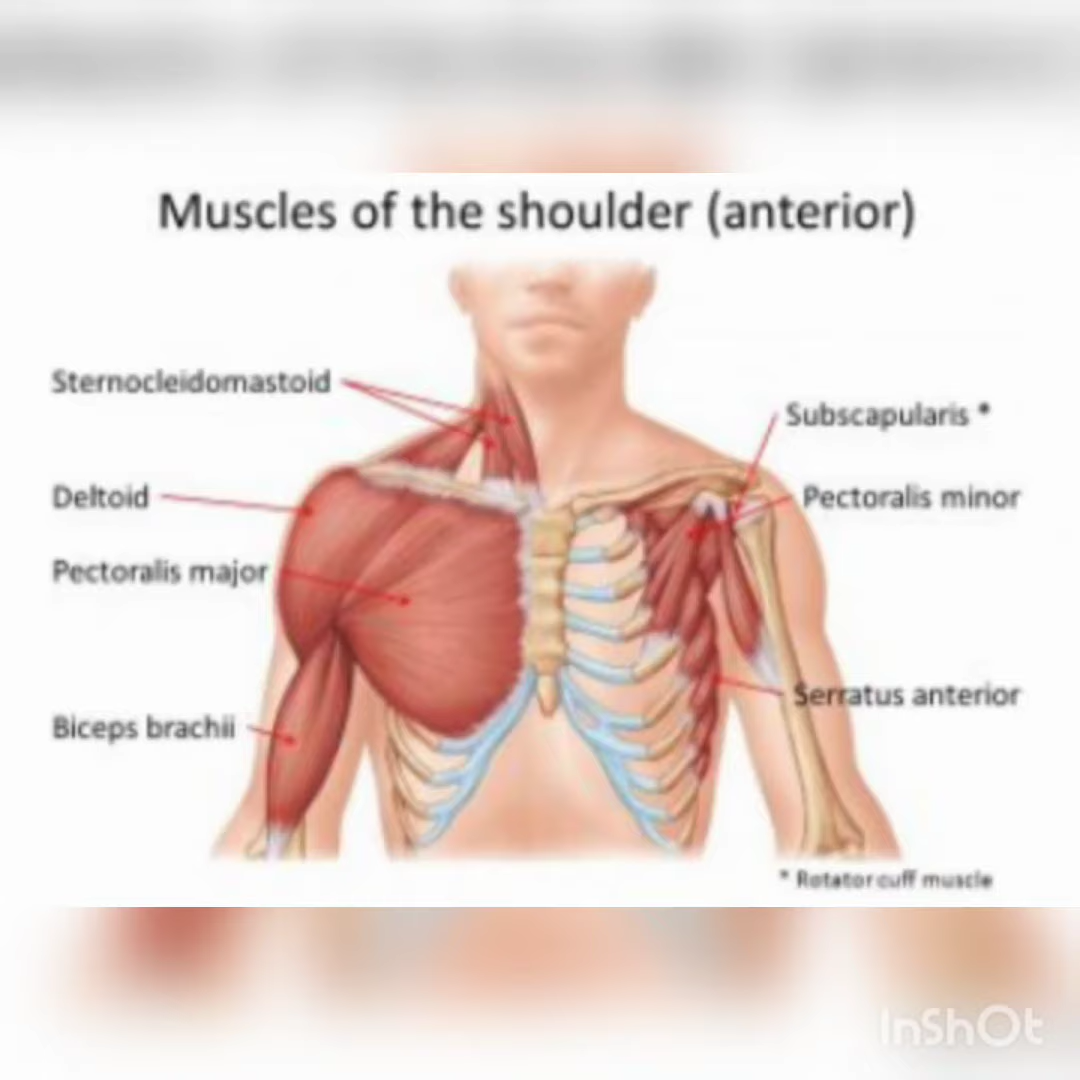 Muscles of the shoulder (anterior)
Sternocleidomastoid
Subscapularis *
Deltoid
Pectoralis minor
Pectoralis major
Serratus anterior
Biceps brachii
* Rotator cuff muscle
InShOt